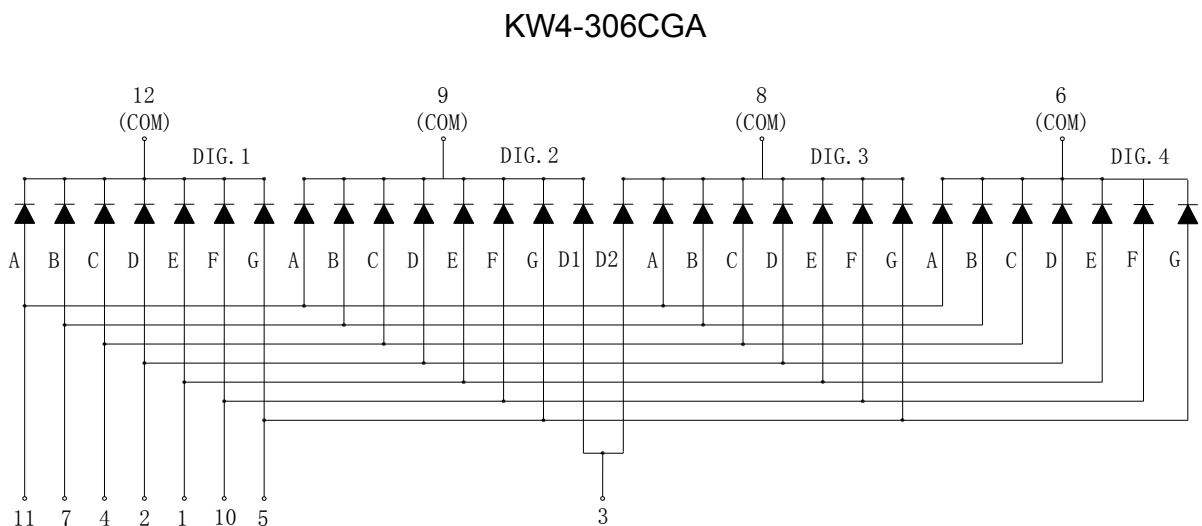 KW4-306CGA
12 9 8 6
(COM) (COM) (COM) (COM)
DIG. 1 DIG. 2 DIG. 3 DIG. 4
A B C D E F G A B C D E F G D1 D2 A B C D E F G A B C D E F G
11 7 4 2 1 10 5 3